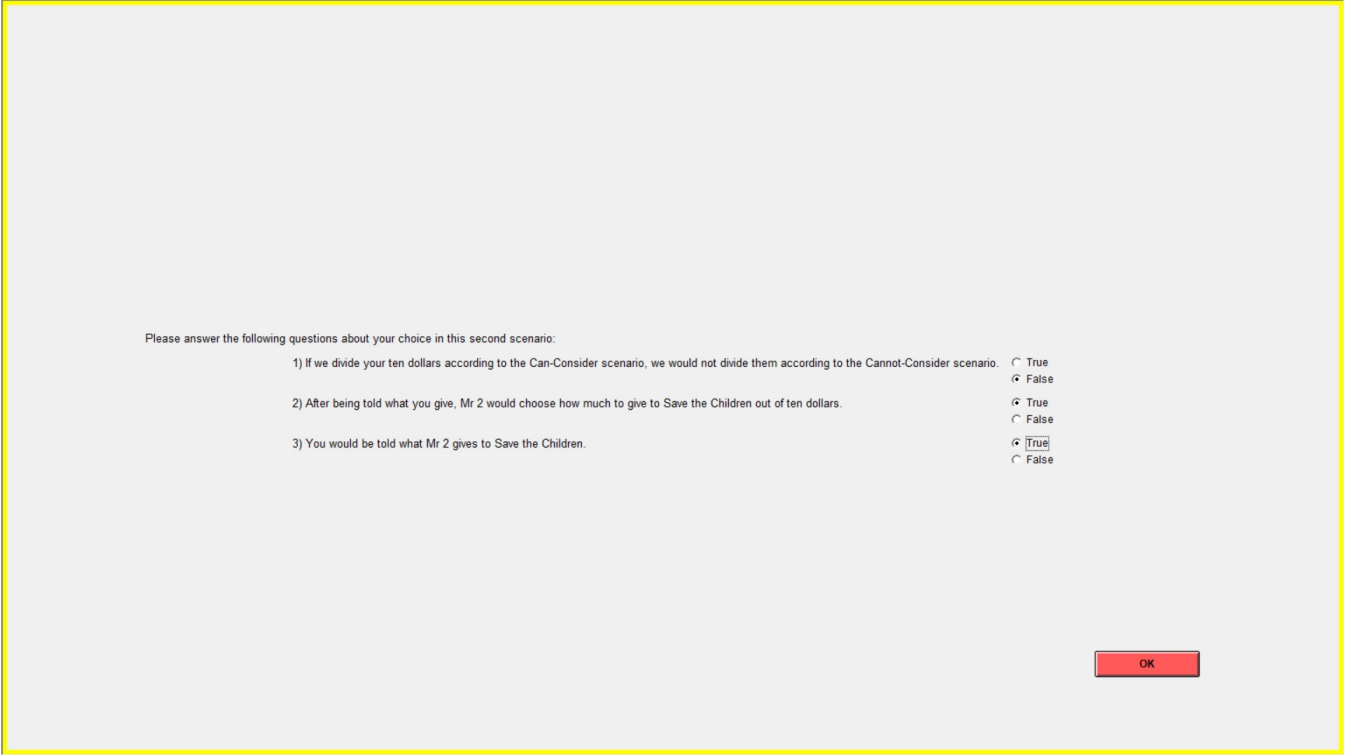 Please answer the following questions about your choice in this second scenario:
1) If we divide your ten dollars according to the Can-Consider scenario, we would not divide them according to the Cannot-Consider scenario. True
False
2) After being told what you give, Mr 2 would choose how much to give to Save the Children out of ten dollars. True
False
3) You would be told what Mr 2 gives to Save the Children. True
False
OK